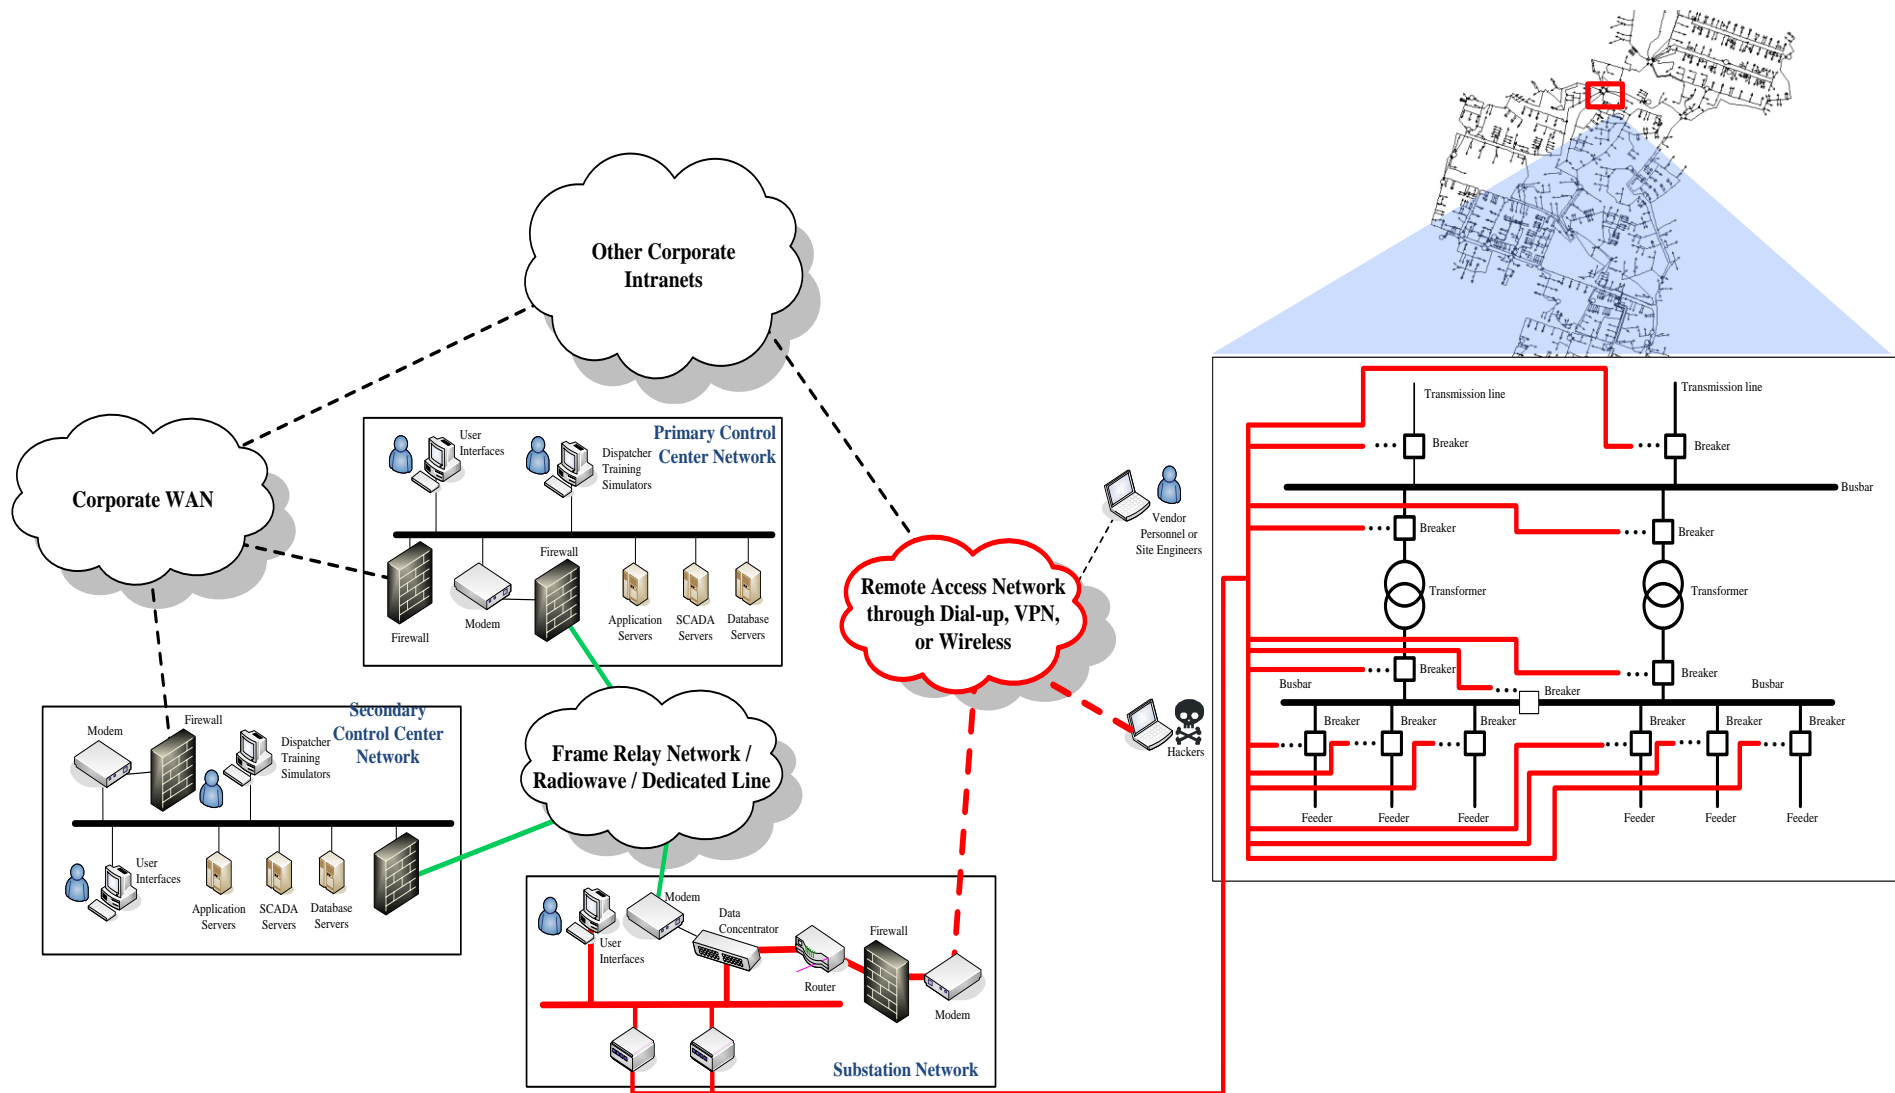 Other Corporate
Intranets
Corporate WAN
Primary Control
Center Network
User
Interfaces
Dispatcher
Training
Simulators
Firewall
Firewall
Modem
Application
Servers
SCADA
Servers
Database
Servers
Secondary
Control Center
Network
Modem
Firewall
Dispatcher
Training
Simulators
User
Interfaces
Application
Servers
SCADA
Servers
Database
Servers
Frame Relay Network /
Radiowave / Dedicated Line
Remote Access Network
through Dial-up, VPN,
or Wireless
Vendor
Personnel or
Site Engineers
Hackers
User
Interfaces
Modem
Data
Concentrator
Router
Firewall
Modem
Substation Network
Transmission line
Transmission line
Breaker
Breaker
Busbar
Breaker
Breaker
Transformer
Transformer
Breaker
Breaker
Busbar
Breaker
Busbar
Breaker
Breaker
Breaker
Breaker
Breaker
Breaker
Feeder
Feeder
Feeder
Feeder
Feeder
Feeder